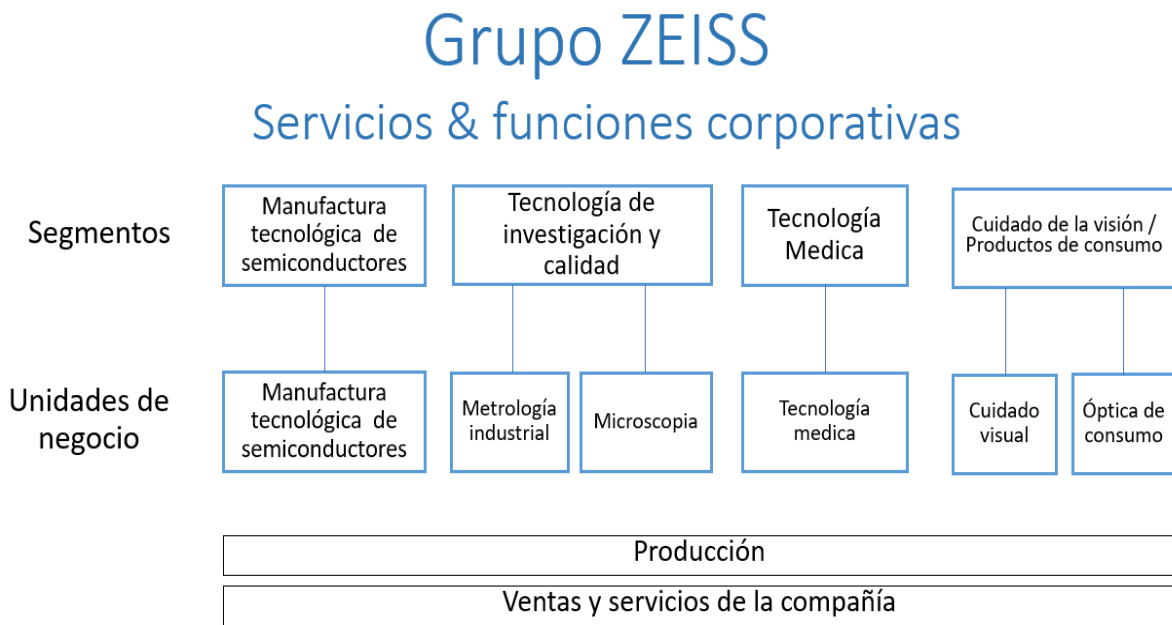 Grupo ZEISS
Servicios & funciones corporativas
Segmentos
Manufactura
tecnológica de
semiconductores
Tecnología de
investigación y
calidad
Tecnología
Medica
Cuidado de la visión /
Productos de consumo
Unidades de
negocio
Manufactura
tecnológica de
semiconductores
Metrología
industrial
Microscopia
Tecnología
medica
Cuidado
visual
Óptica de
consumo
Producción
Ventas y servicios de la compañía